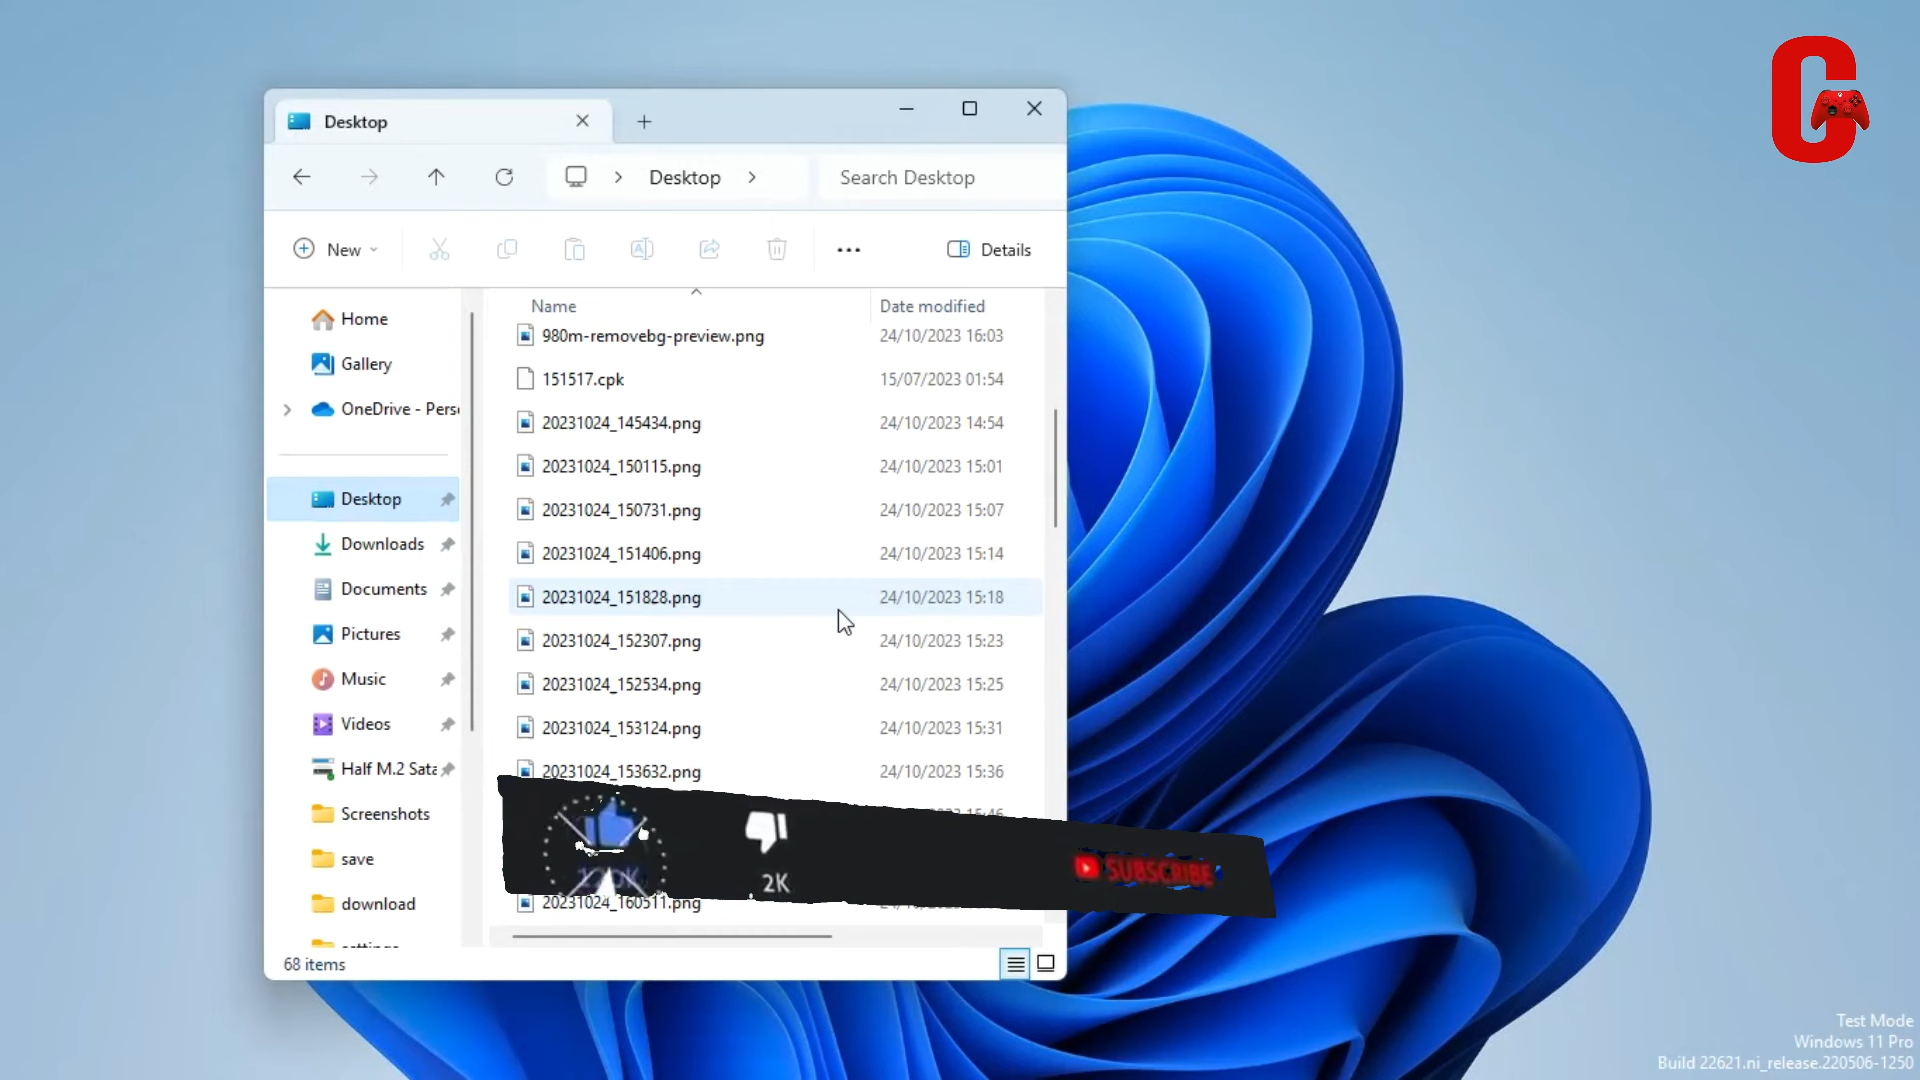 Desktop
Desktop
Search Desktop
New
Details
Name
Date modified
Home
Gallery
OneDrive - Pers
Desktop
Downloads
Documents
Pictures
Music
Videos
Half M.2 Sata
Screenshots
save
download
980m-removebg-preview.png 24/10/2023 16:03
151517.cpk 15/07/2023 01:54
20231024_145434.png 24/10/2023 14:54
20231024_150115.png 24/10/2023 15:01
20231024_150731.png 24/10/2023 15:07
20231024_151406.png 24/10/2023 15:14
20231024_151828.png 24/10/2023 15:18
20231024_152307.png 24/10/2023 15:23
20231024_152534.png 24/10/2023 15:25
20231024_153124.png 24/10/2023 15:31
20231024_153632.png 24/10/2023 15:36
2K
SUBSCRIBE
20231024_160511.png
68 items
C
Test Mode
Windows 11 Pro
Build 22621.ni_release.220506-1250